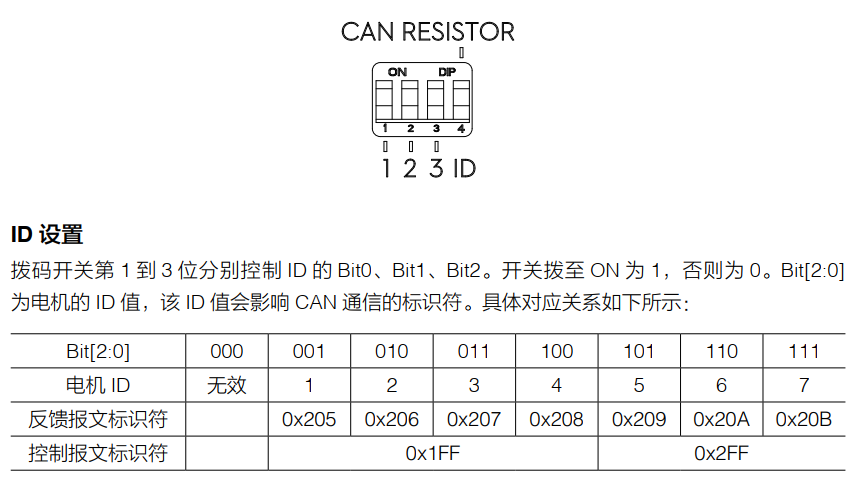 CAN RESISTOR
ON DIP
1 2 3 4
1 2 3 ID
ID 设置
拨码开关第 1 到 3 位分别控制 ID 的 Bit0、Bit1、Bit2。开关拨至 ON 为 1，否则为 0。Bit[2:0]
为电机的 ID 值，该 ID 值会影响 CAN 通信的标识符。具体对应关系如下所示：
Bit[2:0] 000 001 010 011 100 101 110 111
电机 ID 无效 1 2 3 4 5 6 7
反馈报文标识符 0x205 0x206 0x207 0x208 0x209 0x20A 0x20B
控制报文标识符 0x1FF 0x2FF